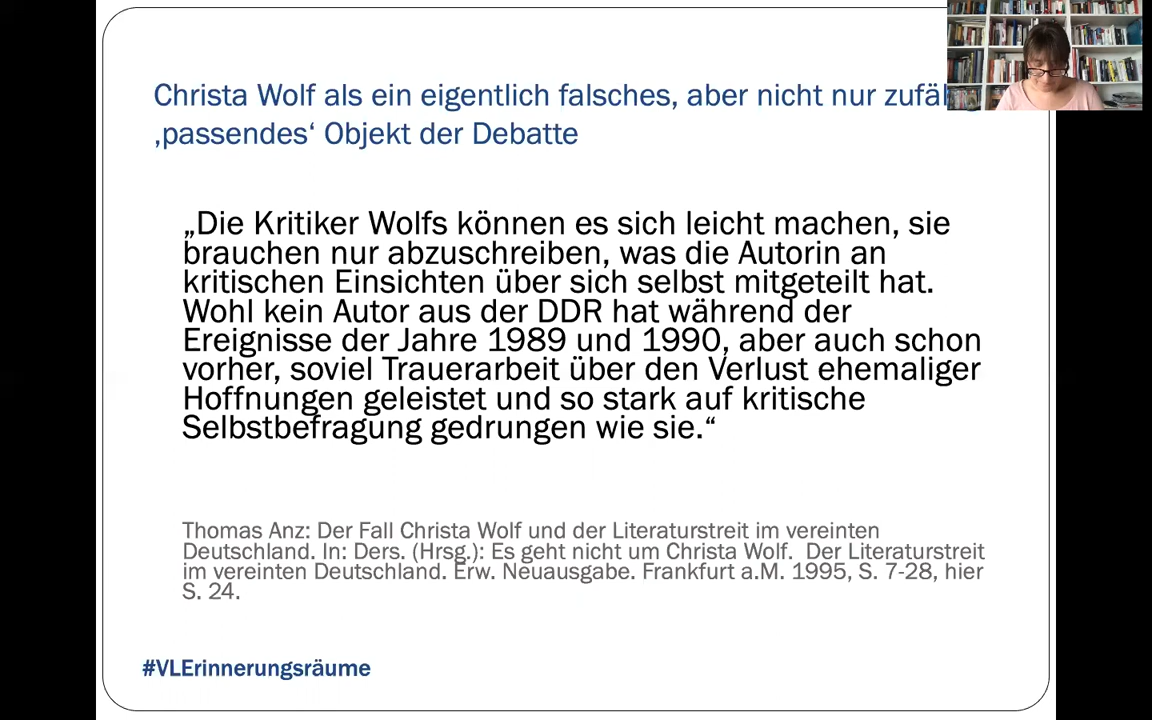 Christa Wolf als ein eigentlich falsches, aber nicht nur
‚passendes‘ Objekt der Debatte
„Die Kritiker Wolfs können es sich leicht machen, sie
brauchen nur abzuschreiben, was die Autorin an
kritischen Einsichten über sich selbst mitgeteilt hat.
Wohl kein Autor aus der DDR hat während der
Ereignisse der Jahre 1989 und 1990, aber auch schon
vorher, soviel Trauerarbeit über den Verlust ehemaliger
Hoffnungen geleistet und so stark auf kritische
Selbstbefragung gedrungen wie sie.“
Thomas Anz: Der Fall Christa Wolf und der Literaturstreit im vereinten
Deutschland. In: Ders. (Hrsg.): Es geht nicht um Christa Wolf. Der Literaturstreit
im vereinten Deutschland. Erw. Neuausgabe. Frankfurt a.M. 1995, S. 7-28, hier
S. 24.
#VLErinnerungsräume